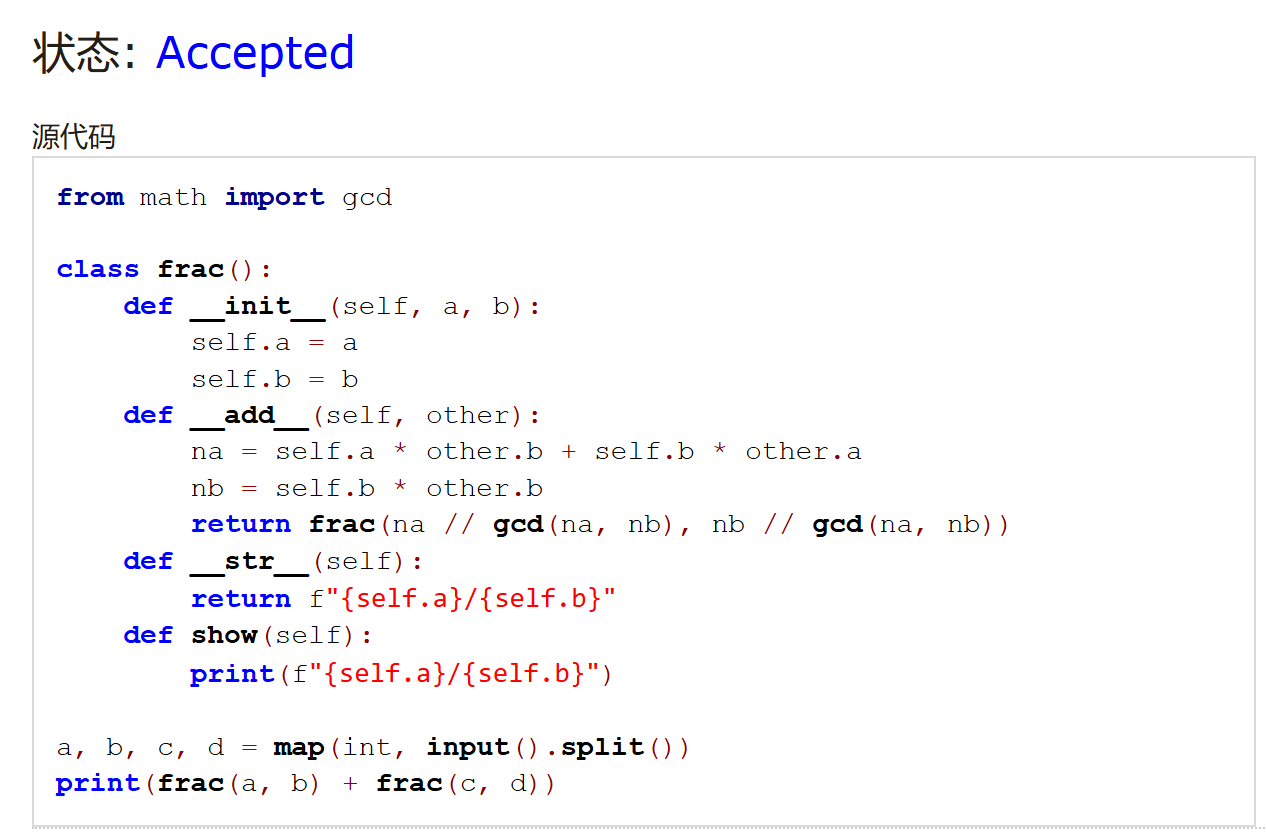 状态: Accepted
源代码
from math import gcd
class frac():
    def __init__(self, a, b):
        self.a = a
        self.b = b
    def __add__(self, other):
        na = self.a * other.b + self.b * other.a
        nb = self.b * other.b
        return frac(na // gcd(na, nb), nb // gcd(na, nb))
    def __str__(self):
        return f"{self.a}/{self.b}"
    def show(self):
        print(f"{self.a}/{self.b}")
a, b, c, d = map(int, input().split())
print(frac(a, b) + frac(c, d))